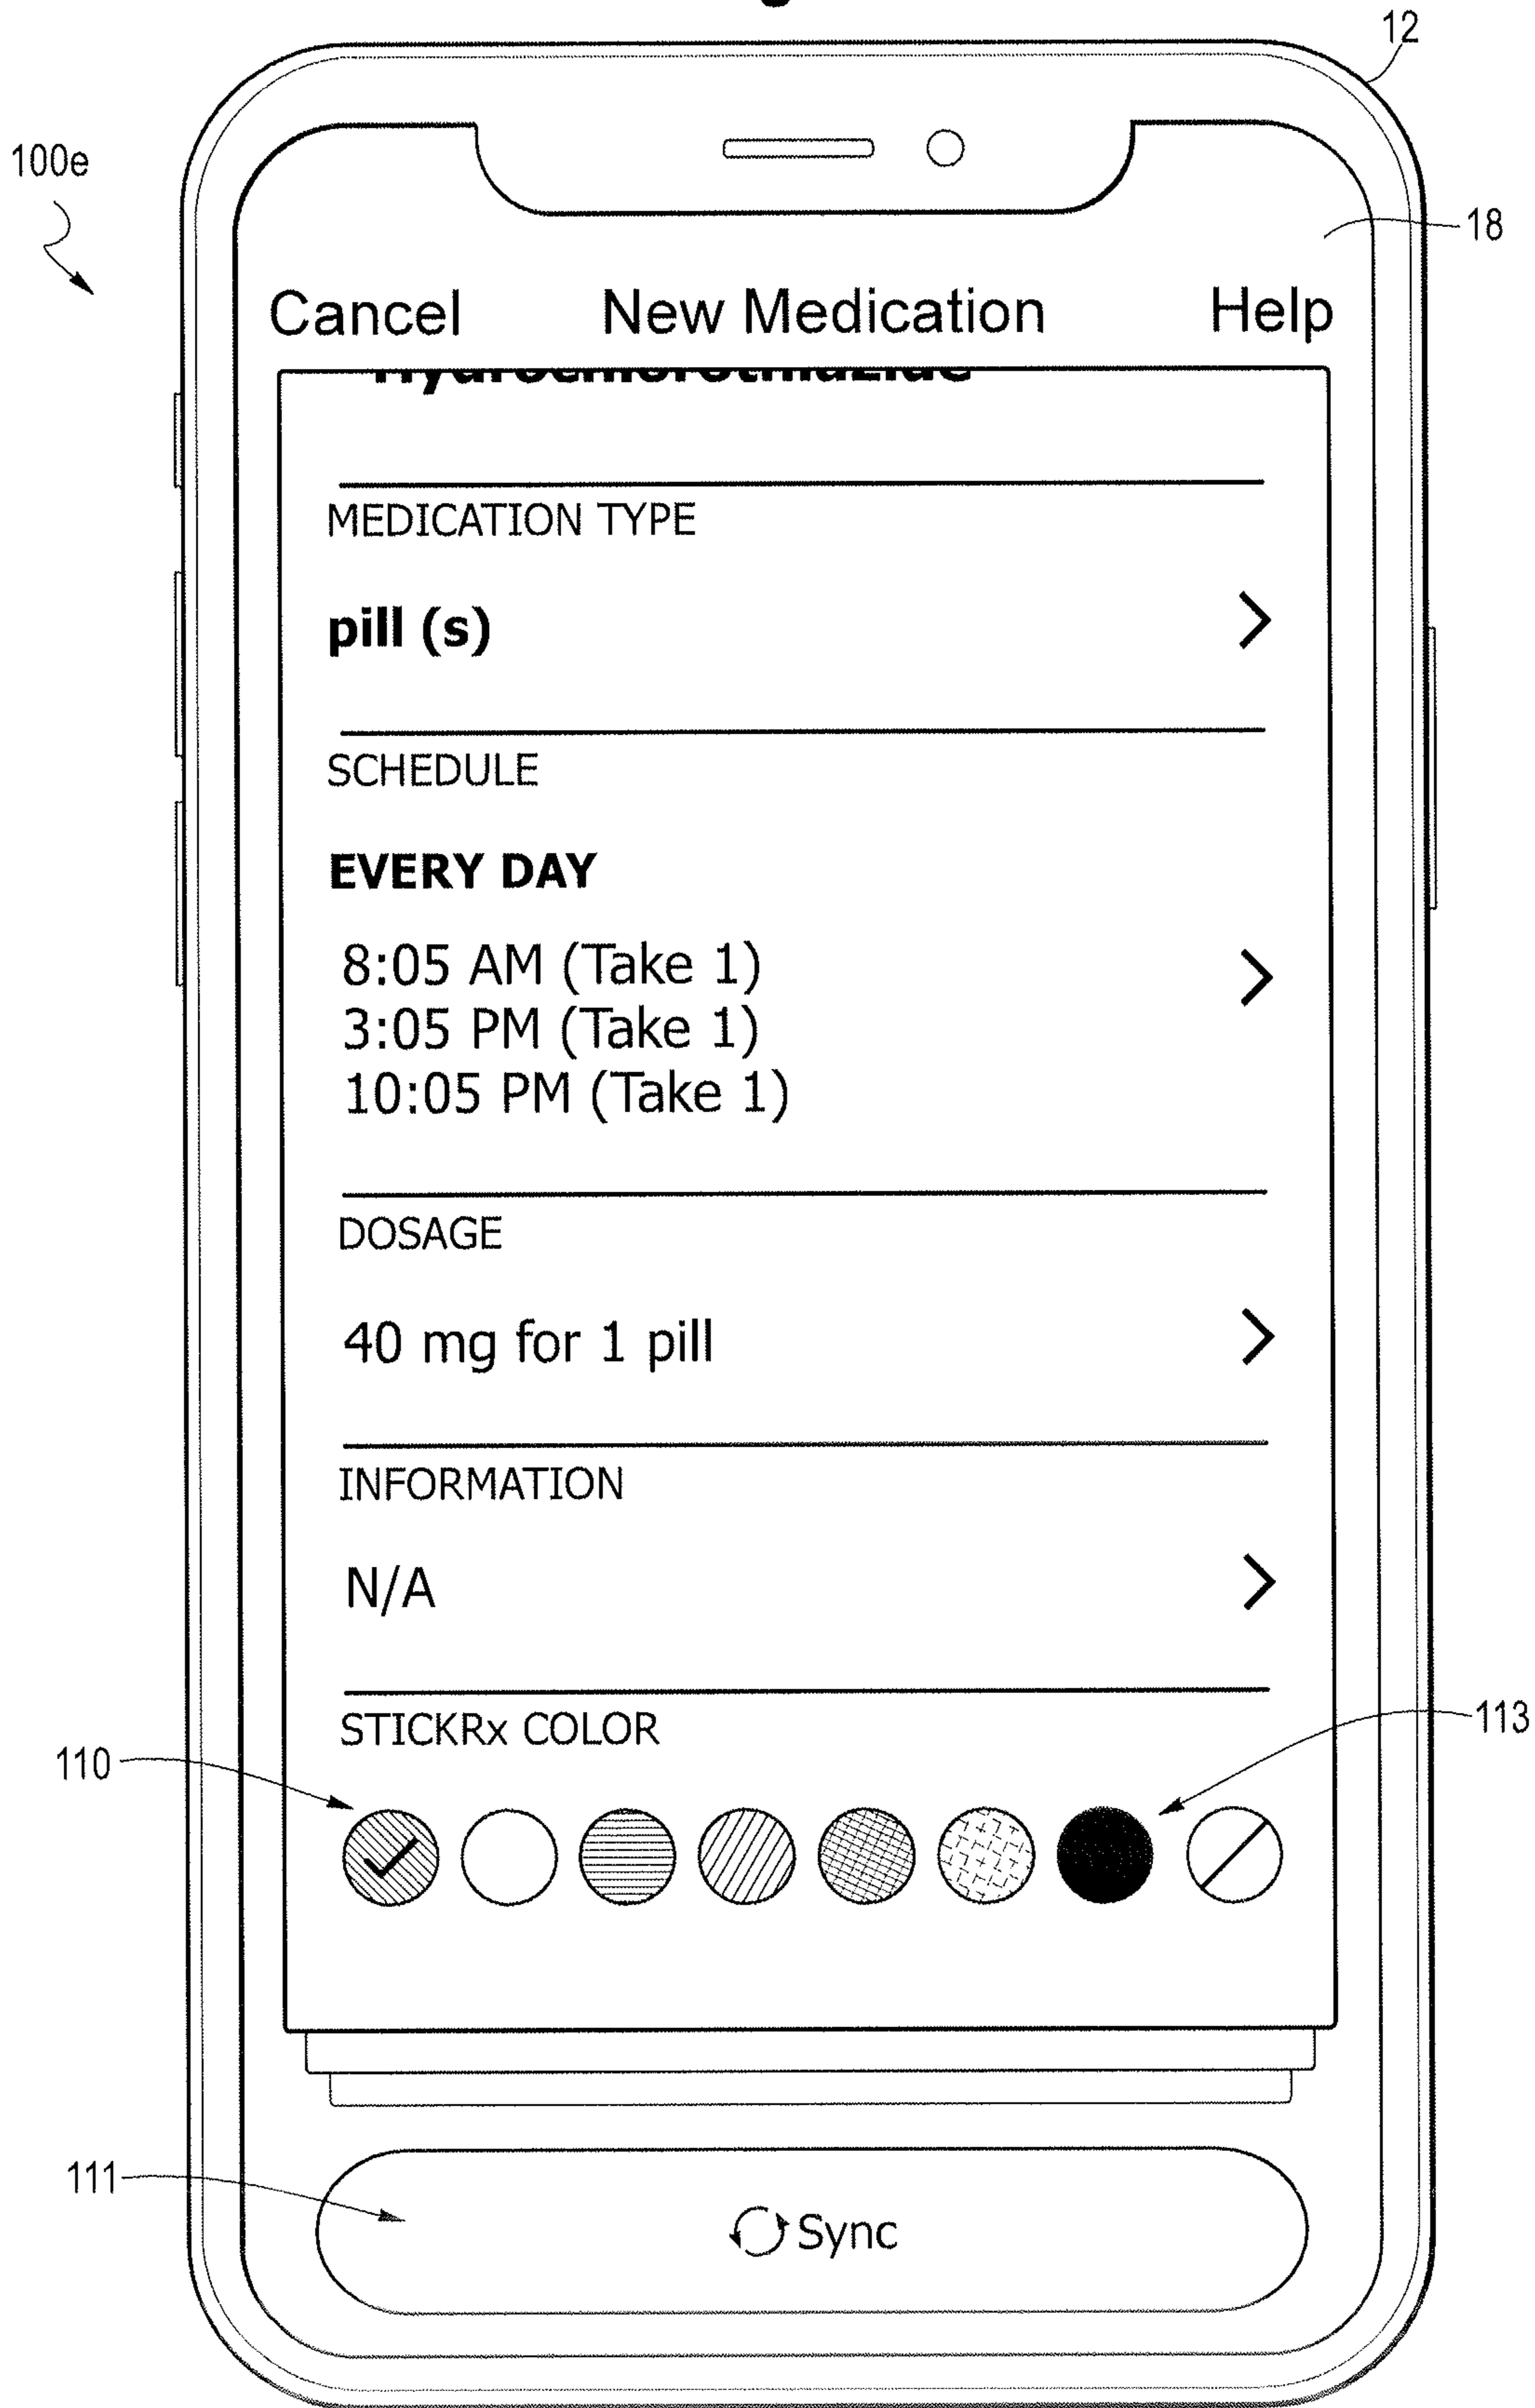 12
100e
18
Cancel New Medication Help
Hydrochlorothiazide
MEDICATION TYPE
pill (s)
SCHEDULE
EVERY DAY
8:05 AM (Take 1)
3:05 PM (Take 1)
10:05 PM (Take 1)
DOSAGE
40 mg for 1 pill
INFORMATION
N/A
STICKRx COLOR
113
110
111
Sync